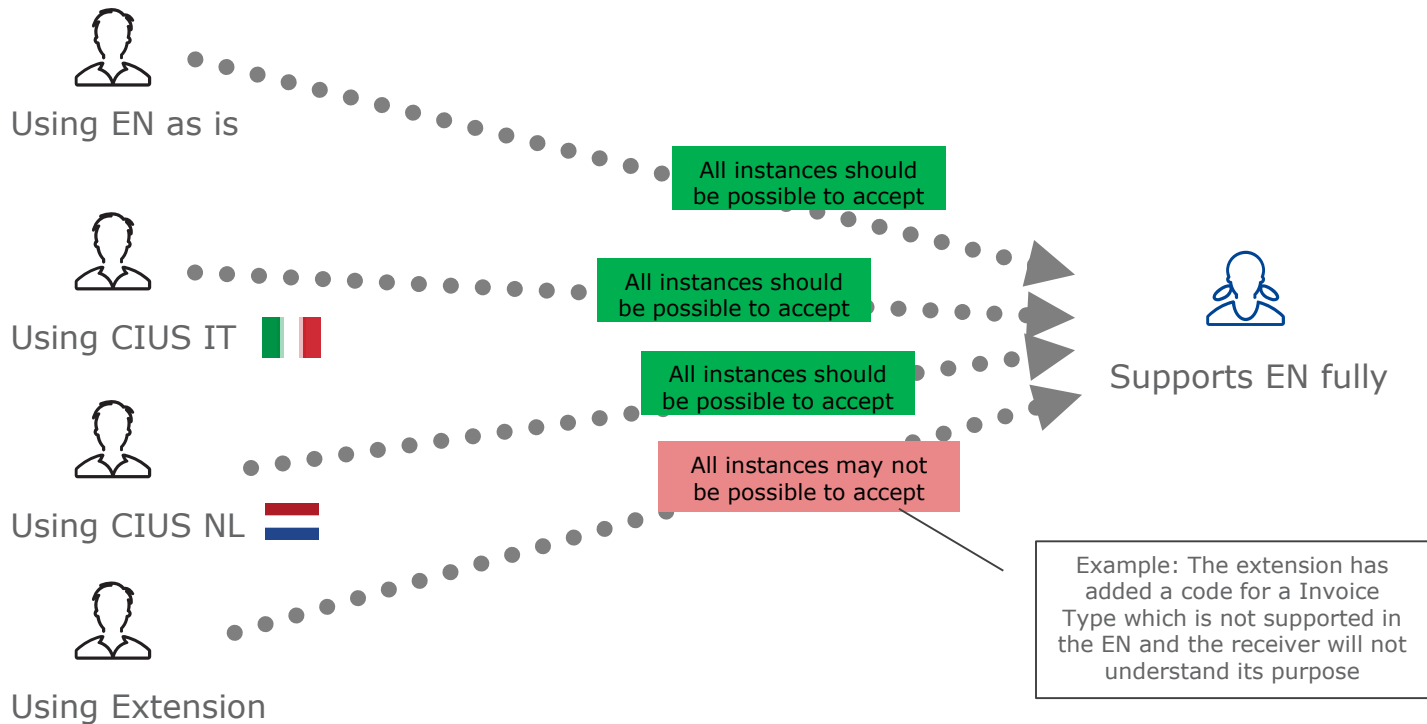 Using EN as is
All instances should
be possible to accept
Using CIUS IT
All instances should
be possible to accept
Supports EN fully
All instances should
be possible to accept
Using CIUS NL
All instances may not
be possible to accept
Example: The extension has
added a code for a Invoice
Type which is not supported in
the EN and the receiver will not
understand its purpose
Using Extension